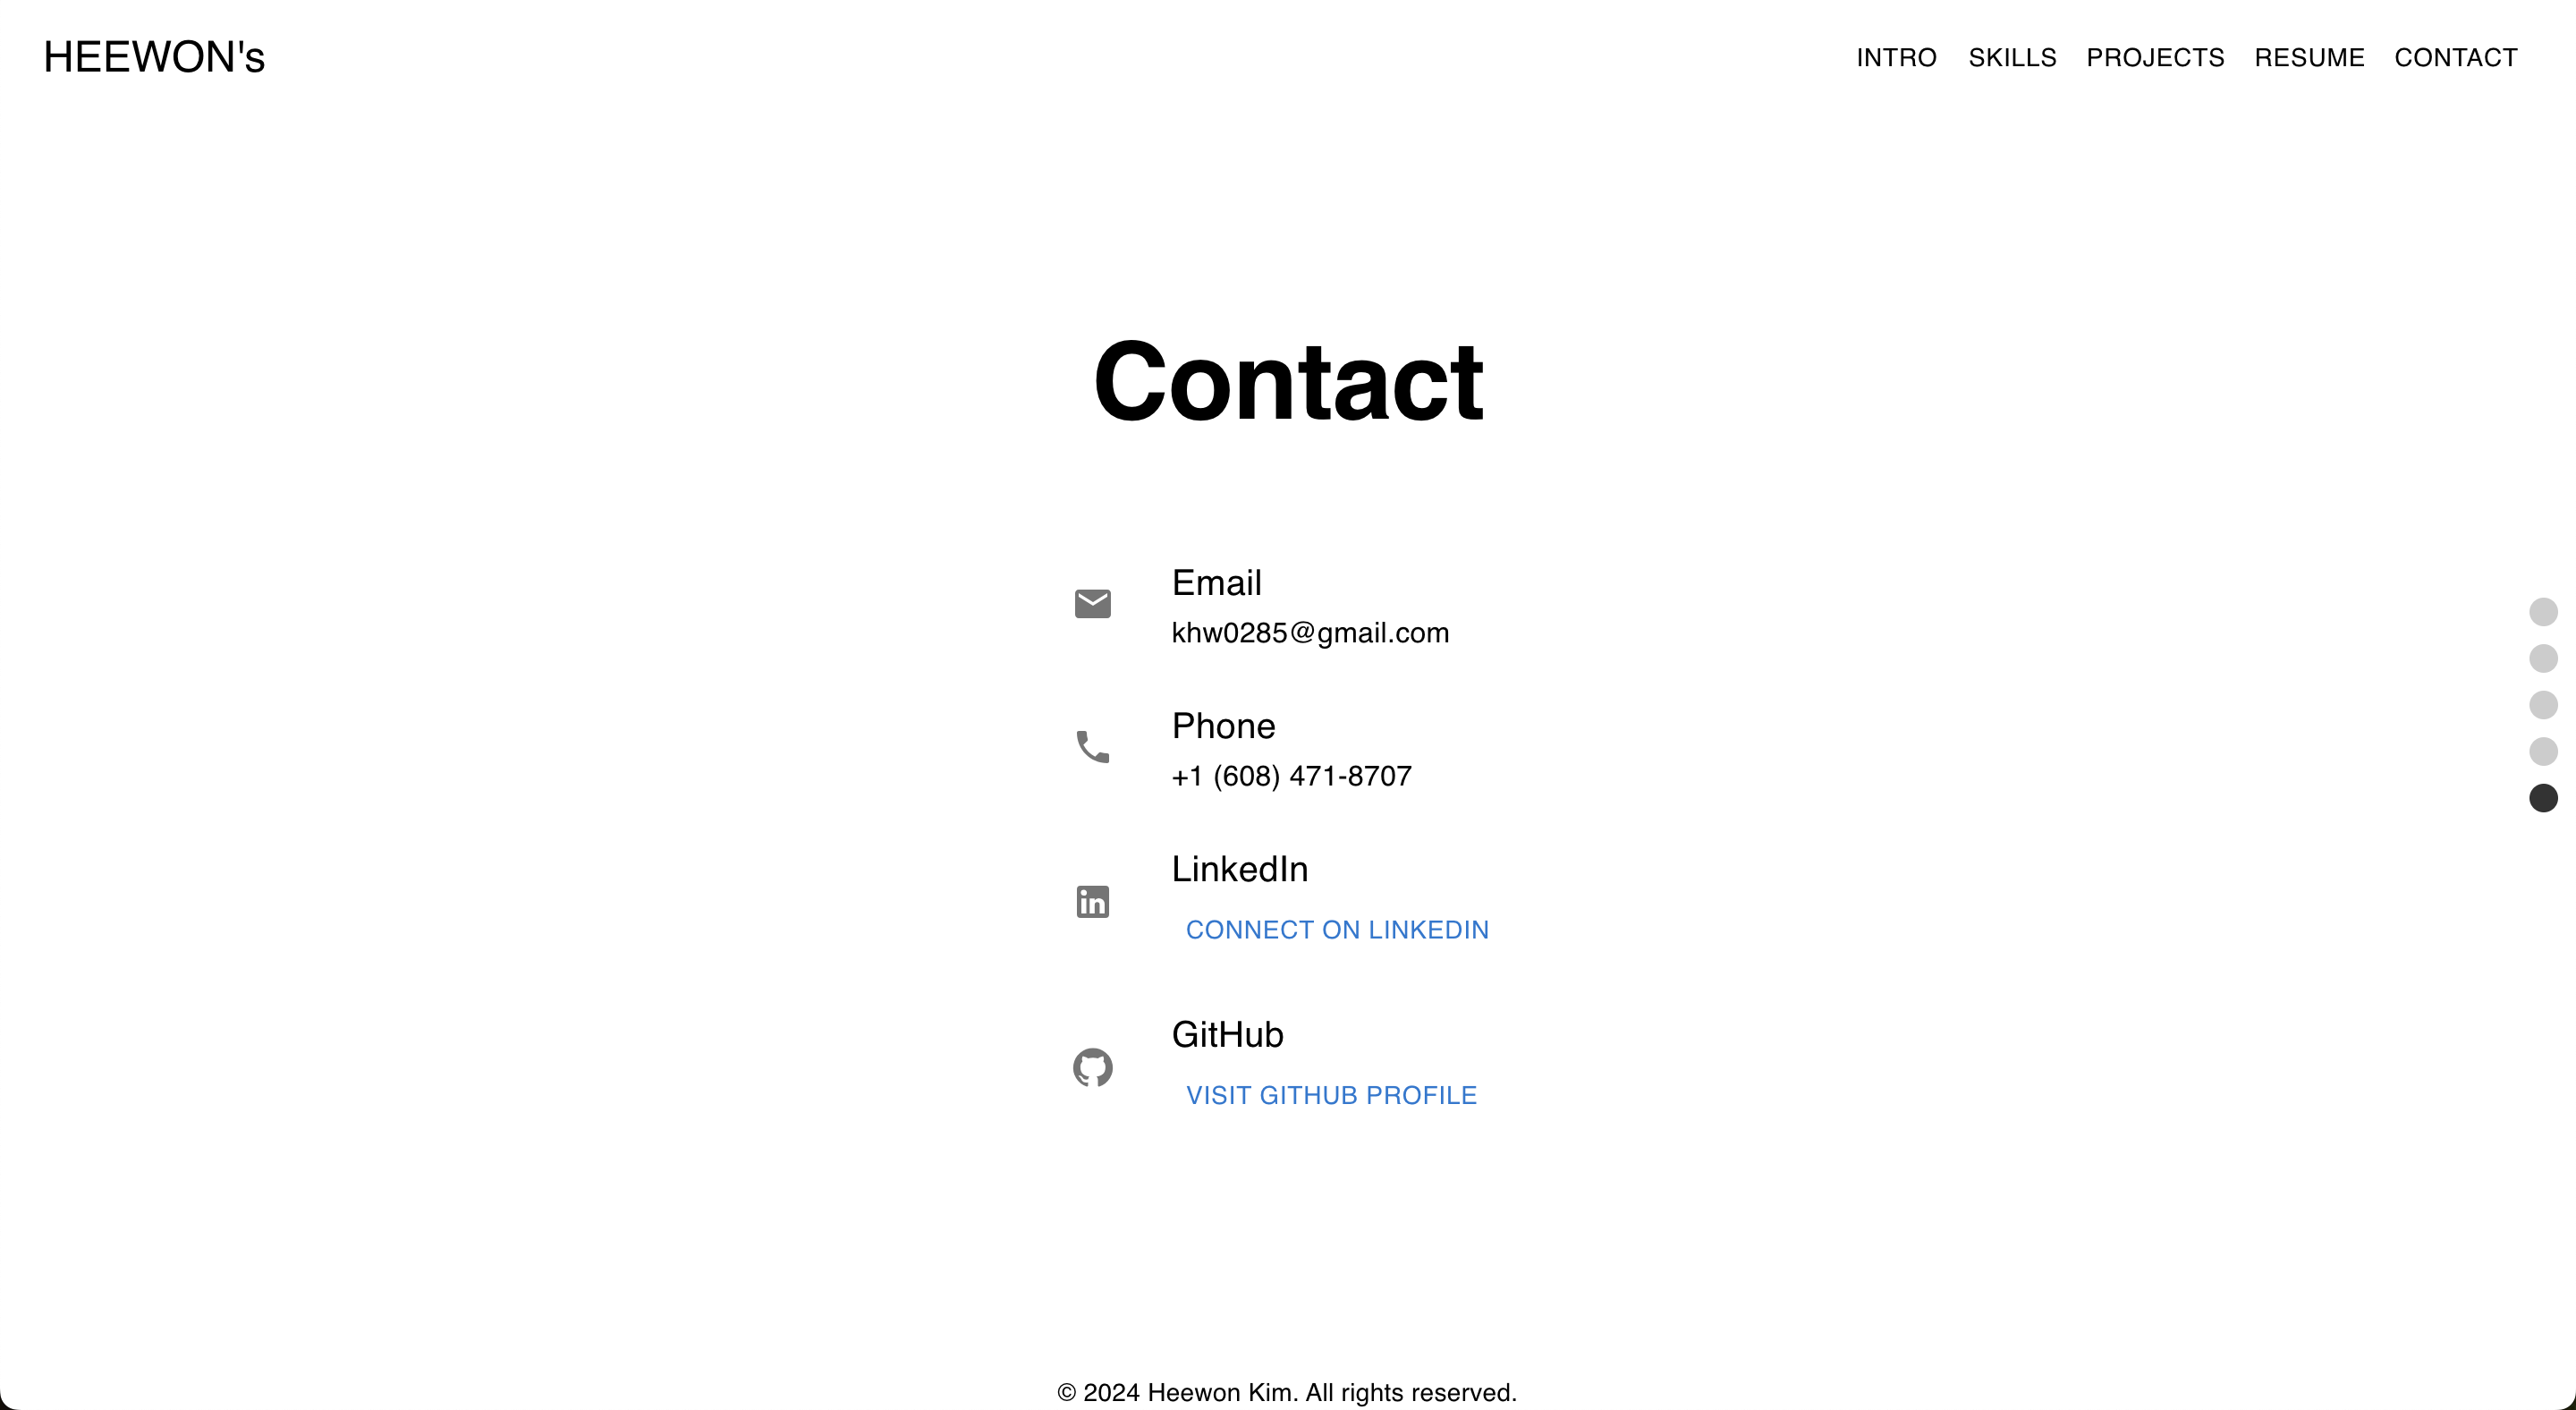 HEEWON's
INTRO SKILLS PROJECTS RESUME CONTACT
Contact
Email
khw0285@gmail.com
Phone
+1 (608) 471-8707
LinkedIn
CONNECT ON LINKEDIN
GitHub
VISIT GITHUB PROFILE
© 2024 Heewon Kim. All rights reserved.